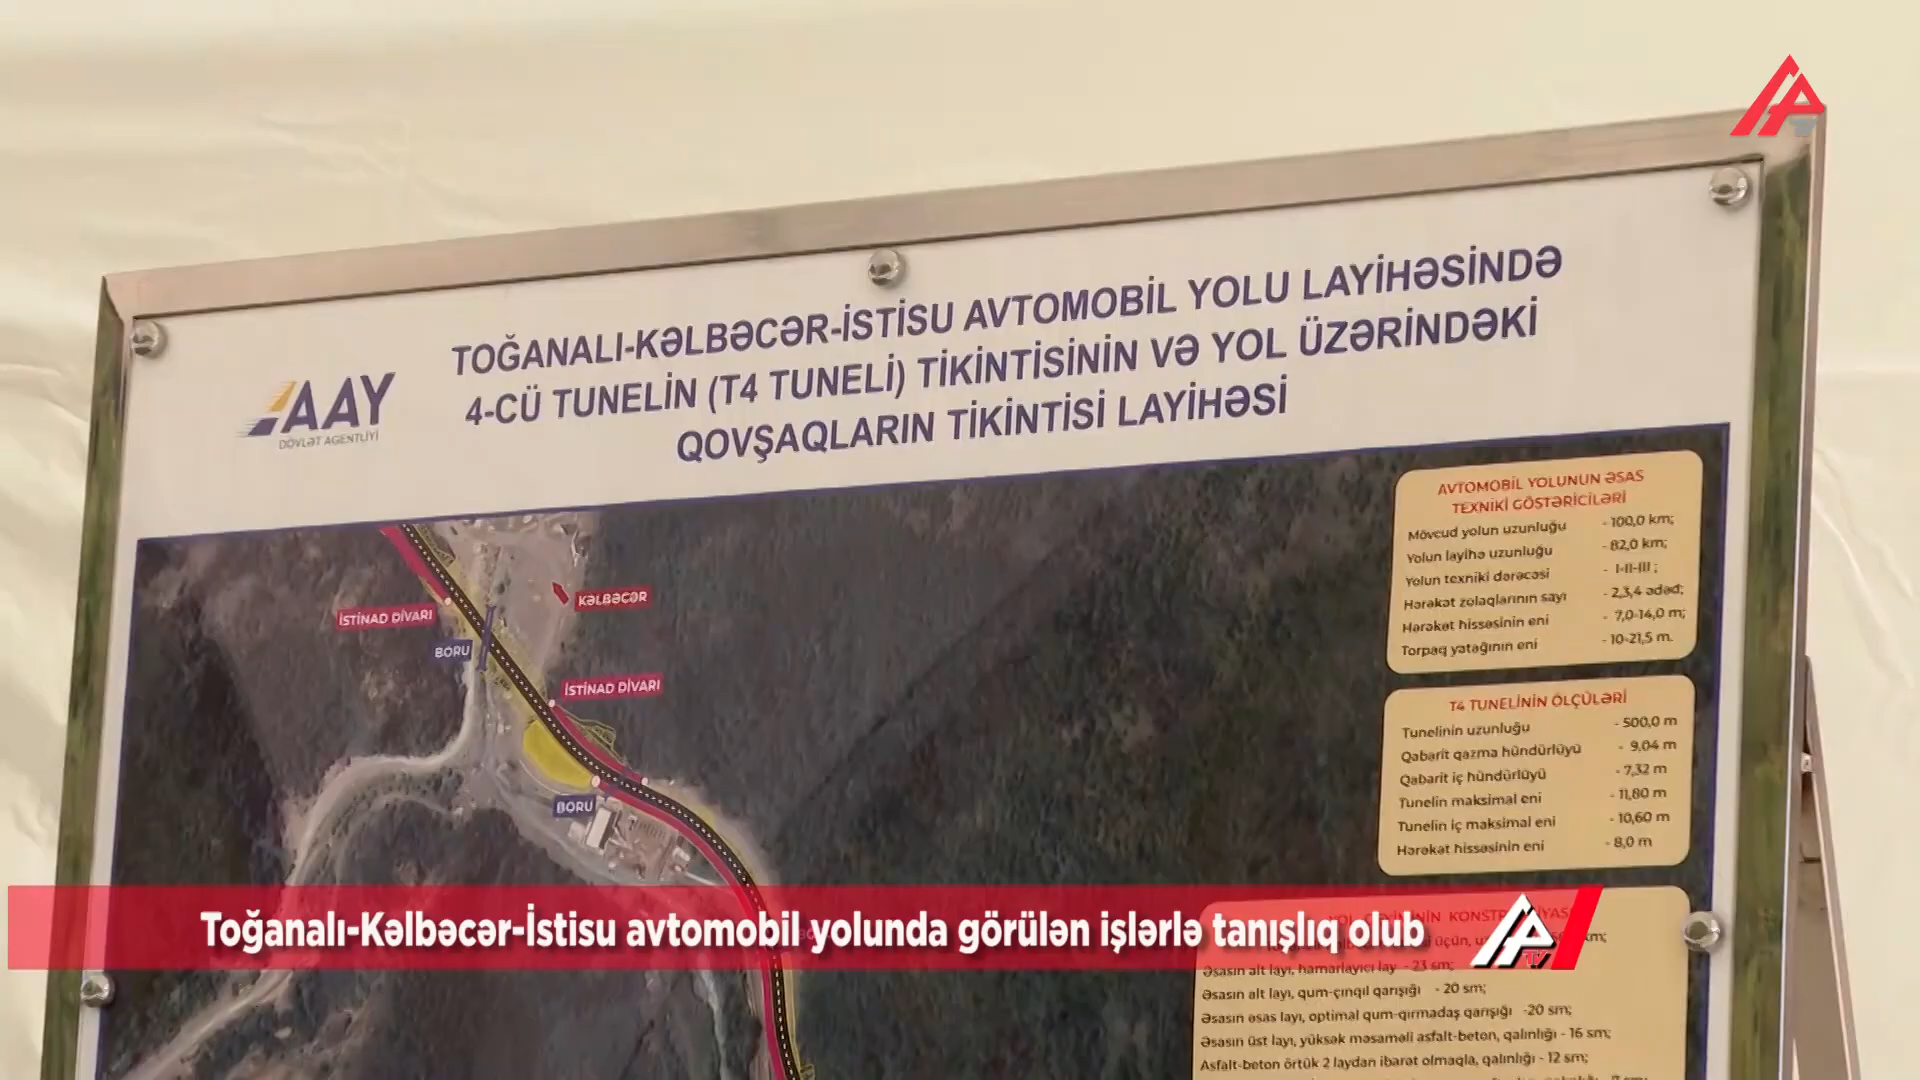 TOĞANALI-KƏLBƏCƏR-İSTİSU AVTOMOBİL YOLU LAYİHƏSİNDƏ
4-CÜ TUNELİN (T4 TUNELİ) TİKİNTİSİNİN VƏ YOL ÜZƏRİNDƏKİ
QOVŞAQLARIN TİKİNTİSİ LAYİHƏSİ
AAY
DÖVLƏT AGENTLİYİ
KƏLBƏCƏR
İSTİNAD DİVARI
BORU
İSTİNAD DİVARI
BORU
AVTOMOBİL YOLUNUN ƏSAS
TEXNİKİ GÖSTƏRİCİLƏRİ
Mövcud yolun uzunluğu - 100,0 km;
Yolun layihə uzunluğu - 82,0 km;
Yolun texniki dərəcəsi - I-II-III ;
Hərəkət zolaqlarının sayı - 2,3,4 ədəd;
Hərəkət hissəsinin eni - 7,0-14,0 m;
Torpaq yatağının eni - 10-21,5 m.
T4 TUNELİNİN ÖLÇÜLƏRİ
Tunelinin uzunluğu - 500,0 m
Qabarit qazma hündürlüyü - 9,04 m
Qabarit iç hündürlüyü - 7,32 m
Tunelin maksimal eni - 11,80 m
Tunelin iç maksimal eni - 10,60 m
Hərəkət hissəsinin eni - 8,0 m
Toğanalı-Kəlbəcər-İstisu avtomobil yolunda görülən işlərlə tanışlıq olub
TV
Əsasın alt layı, hamarlayıcı lay - 23 sm;
Əsasın alt layı, qum-çınqıl qarışığı - 20 sm;
Əsasın əsas layı, optimal qum-qırmadaş qarışığı -20 sm;
Əsasın üst layı, yüksək məsaməli asfalt-beton, qalınlığı - 16 sm;
Asfalt-beton örtük 2 laydan ibarət olmaqla, qalınlığı - 12 sm;